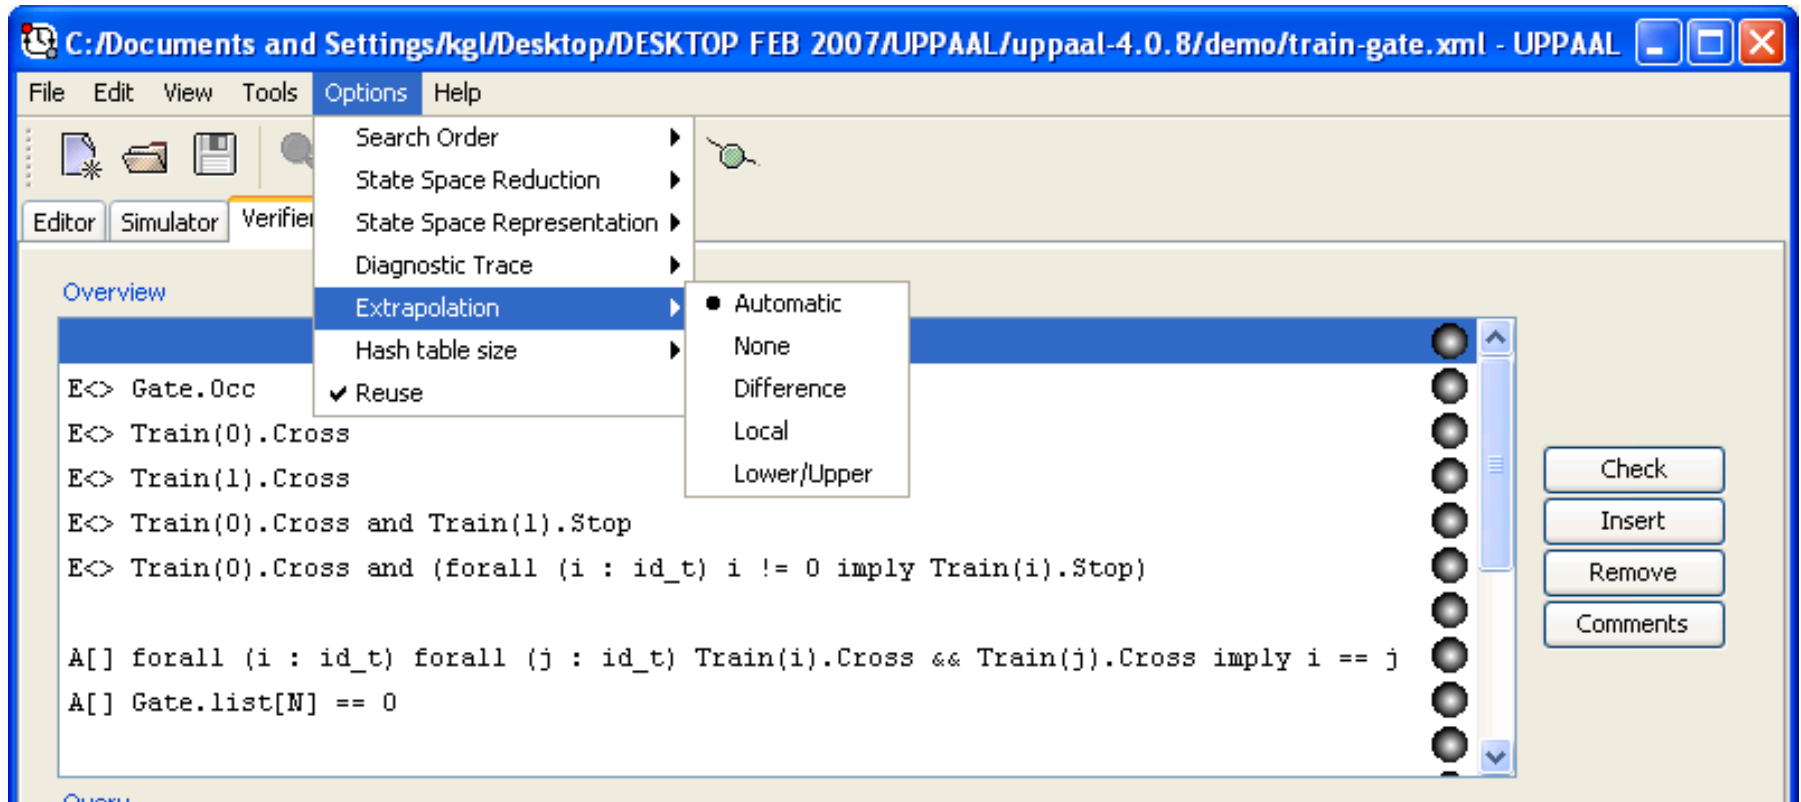 C:/Documents and Settings/kgl/Desktop/DESKTOP FEB 2007/UPPAAL/uppaal-4.0.8/demo/train-gate.xml - UPPAAL
File Edit View Tools Options Help
Search Order
State Space Reduction
Editor Simulator Verifier
State Space Representation
Diagnostic Trace
Overview
Extrapolation
Automatic
Hash table size
None
Reuse
Difference
Local
Lower/Upper
E<> Gate.Occ
E<> Train(0).Cross
E<> Train(1).Cross
E<> Train(0).Cross and Train(1).Stop
E<> Train(0).Cross and (forall (i : id_t) i != 0 imply Train(i).Stop)
A[] forall (i : id_t) forall (j : id_t) Train(i).Cross && Train(j).Cross imply i == j
A[] Gate.list[N] == 0
Check
Insert
Remove
Comments
Query